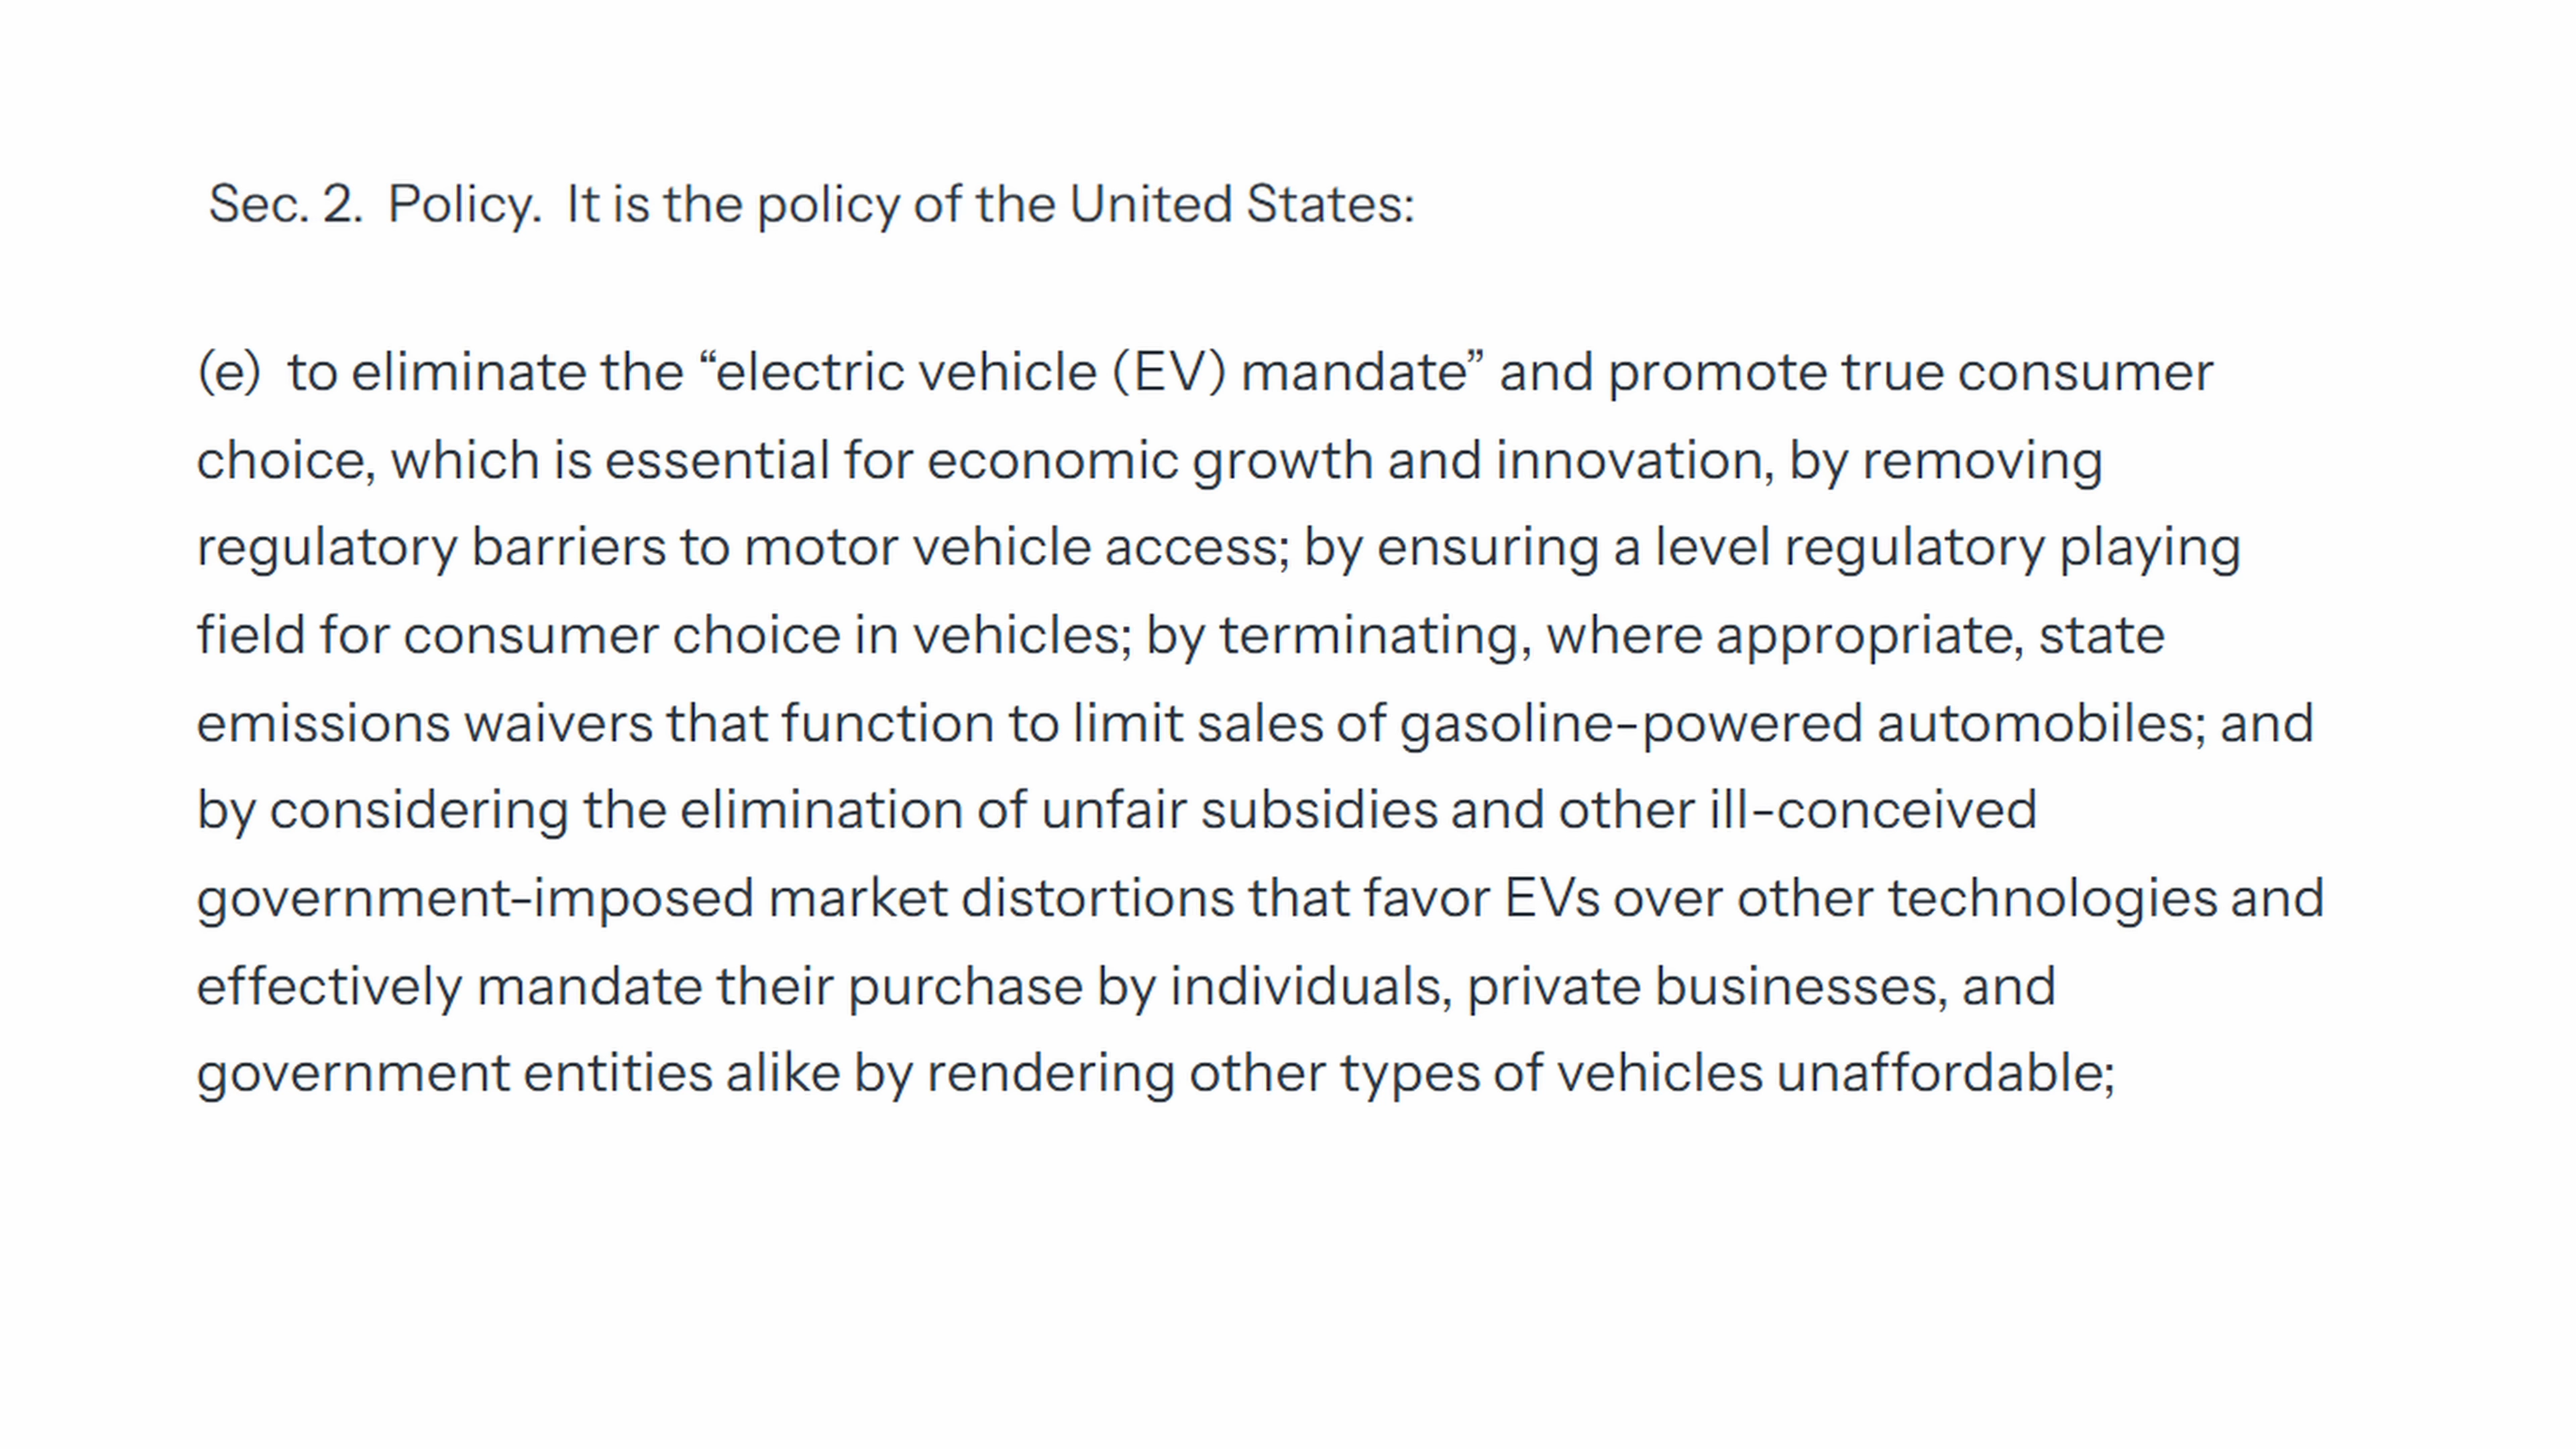 Sec. 2.  Policy.  It is the policy of the United States:
(e)  to eliminate the “electric vehicle (EV) mandate” and promote true consumer
choice, which is essential for economic growth and innovation, by removing
regulatory barriers to motor vehicle access; by ensuring a level regulatory playing
field for consumer choice in vehicles; by terminating, where appropriate, state
emissions waivers that function to limit sales of gasoline-powered automobiles; and
by considering the elimination of unfair subsidies and other ill-conceived
government-imposed market distortions that favor EVs over other technologies and
effectively mandate their purchase by individuals, private businesses, and
government entities alike by rendering other types of vehicles unaffordable;